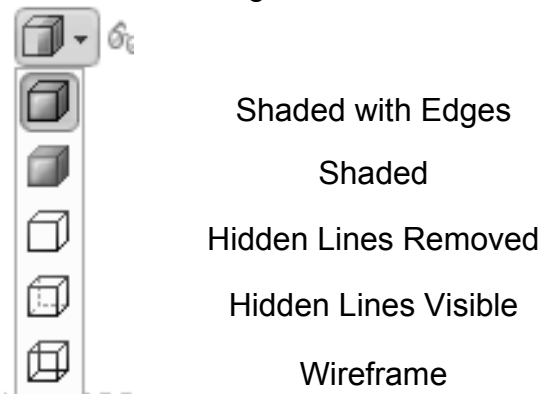 Shaded with Edges
Shaded
Hidden Lines Removed
Hidden Lines Visible
Wireframe